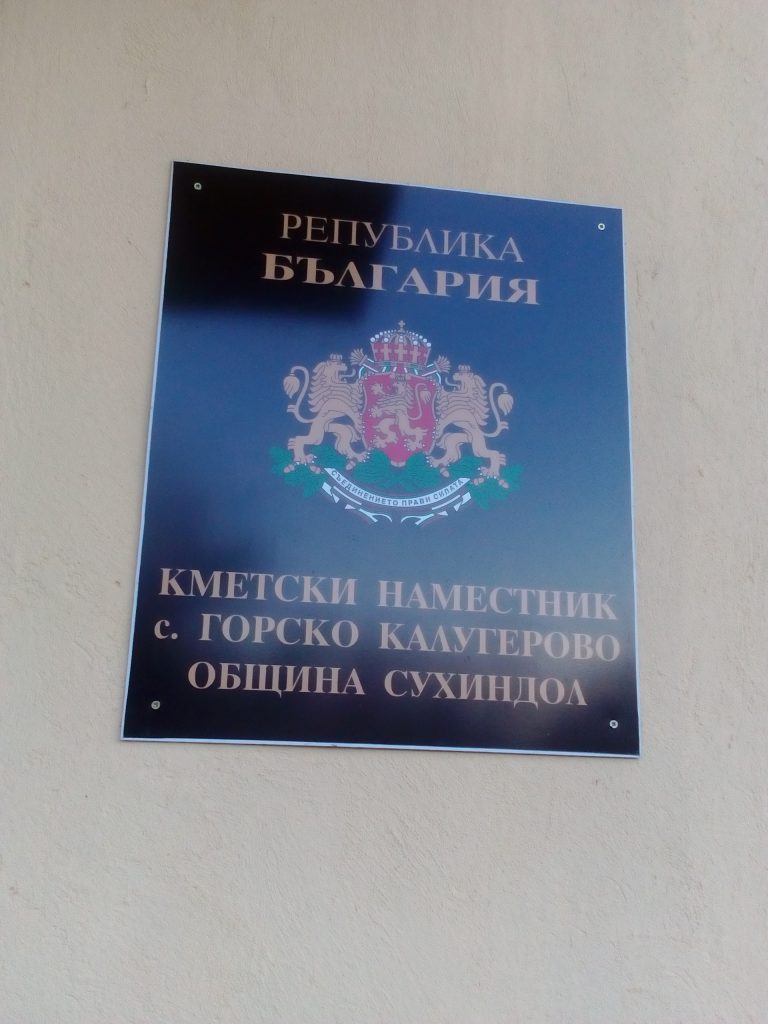 РЕПУБЛИКА
БЪЛГАРИЯ
СЪЕДИНЕНИЕТО ПРАВИ СИЛАТА
КМЕТСКИ НАМЕСТНИК
с. ГОРСКО КАЛУГЕРОВО
ОБЩИНА СУХИНДОЛ